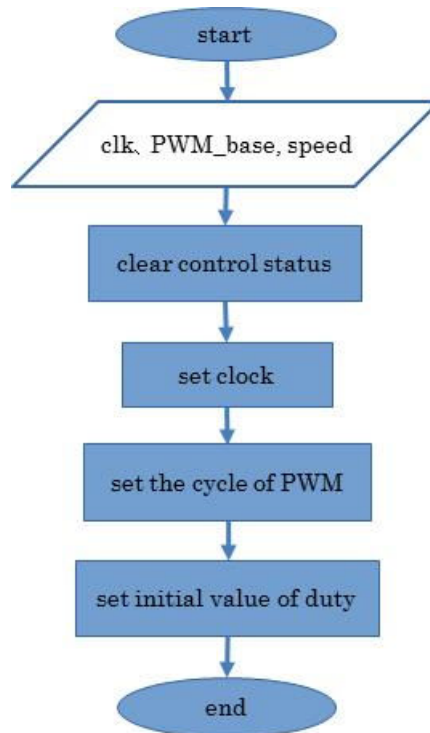 start
clk、PWM_base, speed
clear control status
set clock
set the cycle of PWM
set initial value of duty
end